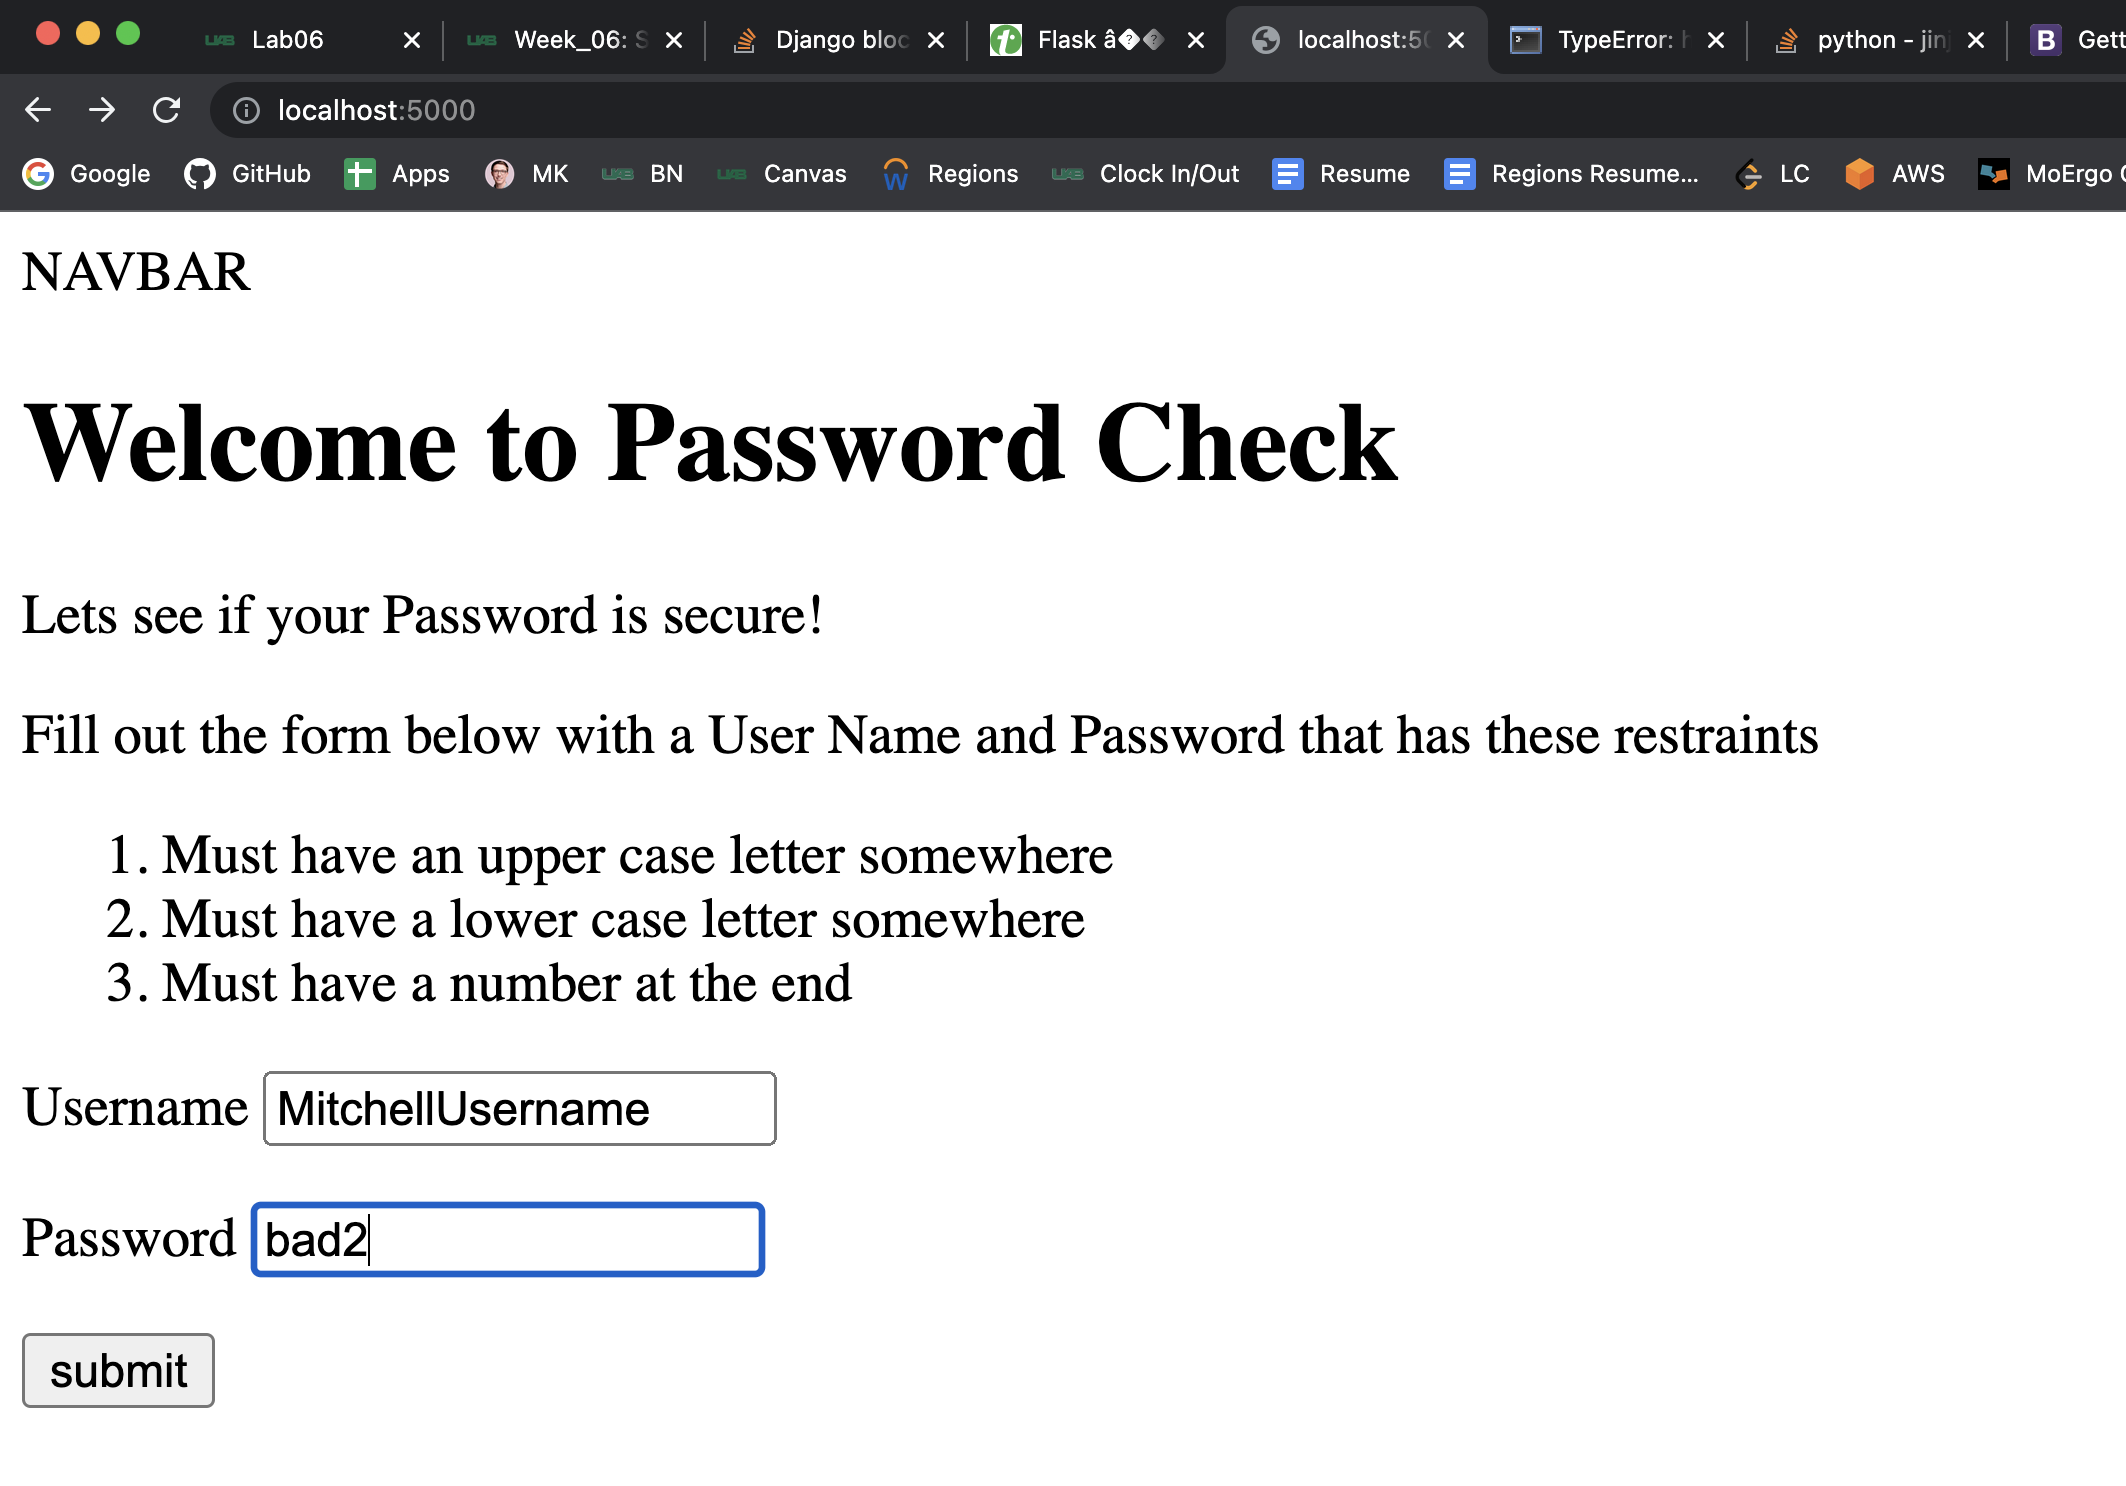 Lab06
Week_06: S
Django bloc
Flask â��
localhost:50
TypeError: h
python - jinj
B Gett
localhost:5000
Google GitHub Apps MK UAB BN UAB Canvas Regions UAB Clock In/Out Resume Regions Resume... LC AWS MoErgo
NAVBAR
Welcome to Password Check
Lets see if your Password is secure!
Fill out the form below with a User Name and Password that has these restraints
1. Must have an upper case letter somewhere
2. Must have a lower case letter somewhere
3. Must have a number at the end
Username MitchellUsername
Password bad2
submit